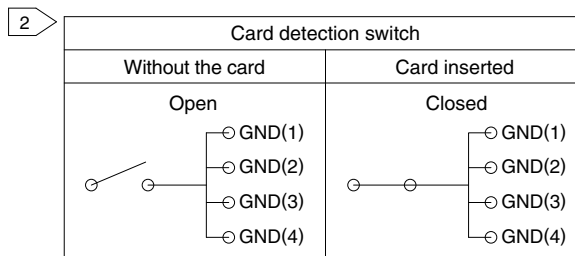 2
Card detection switch
Without the card
Card inserted
Open
Closed
GND(1)
GND(2)
GND(3)
GND(4)
GND(1)
GND(2)
GND(3)
GND(4)